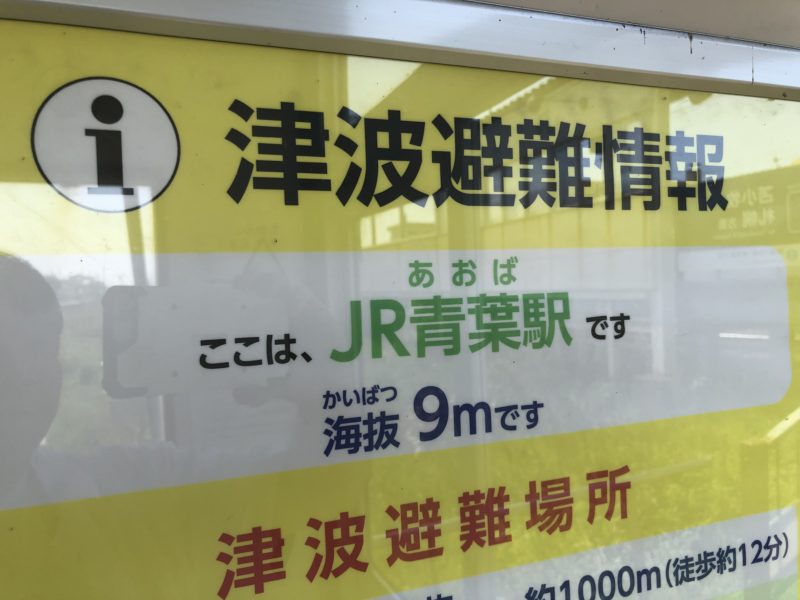 i 津波避難情報
あおば
ここは、JR青葉駅です
かいばつ
海抜 9mです
津波避難場所
約1000m(徒歩約12分)